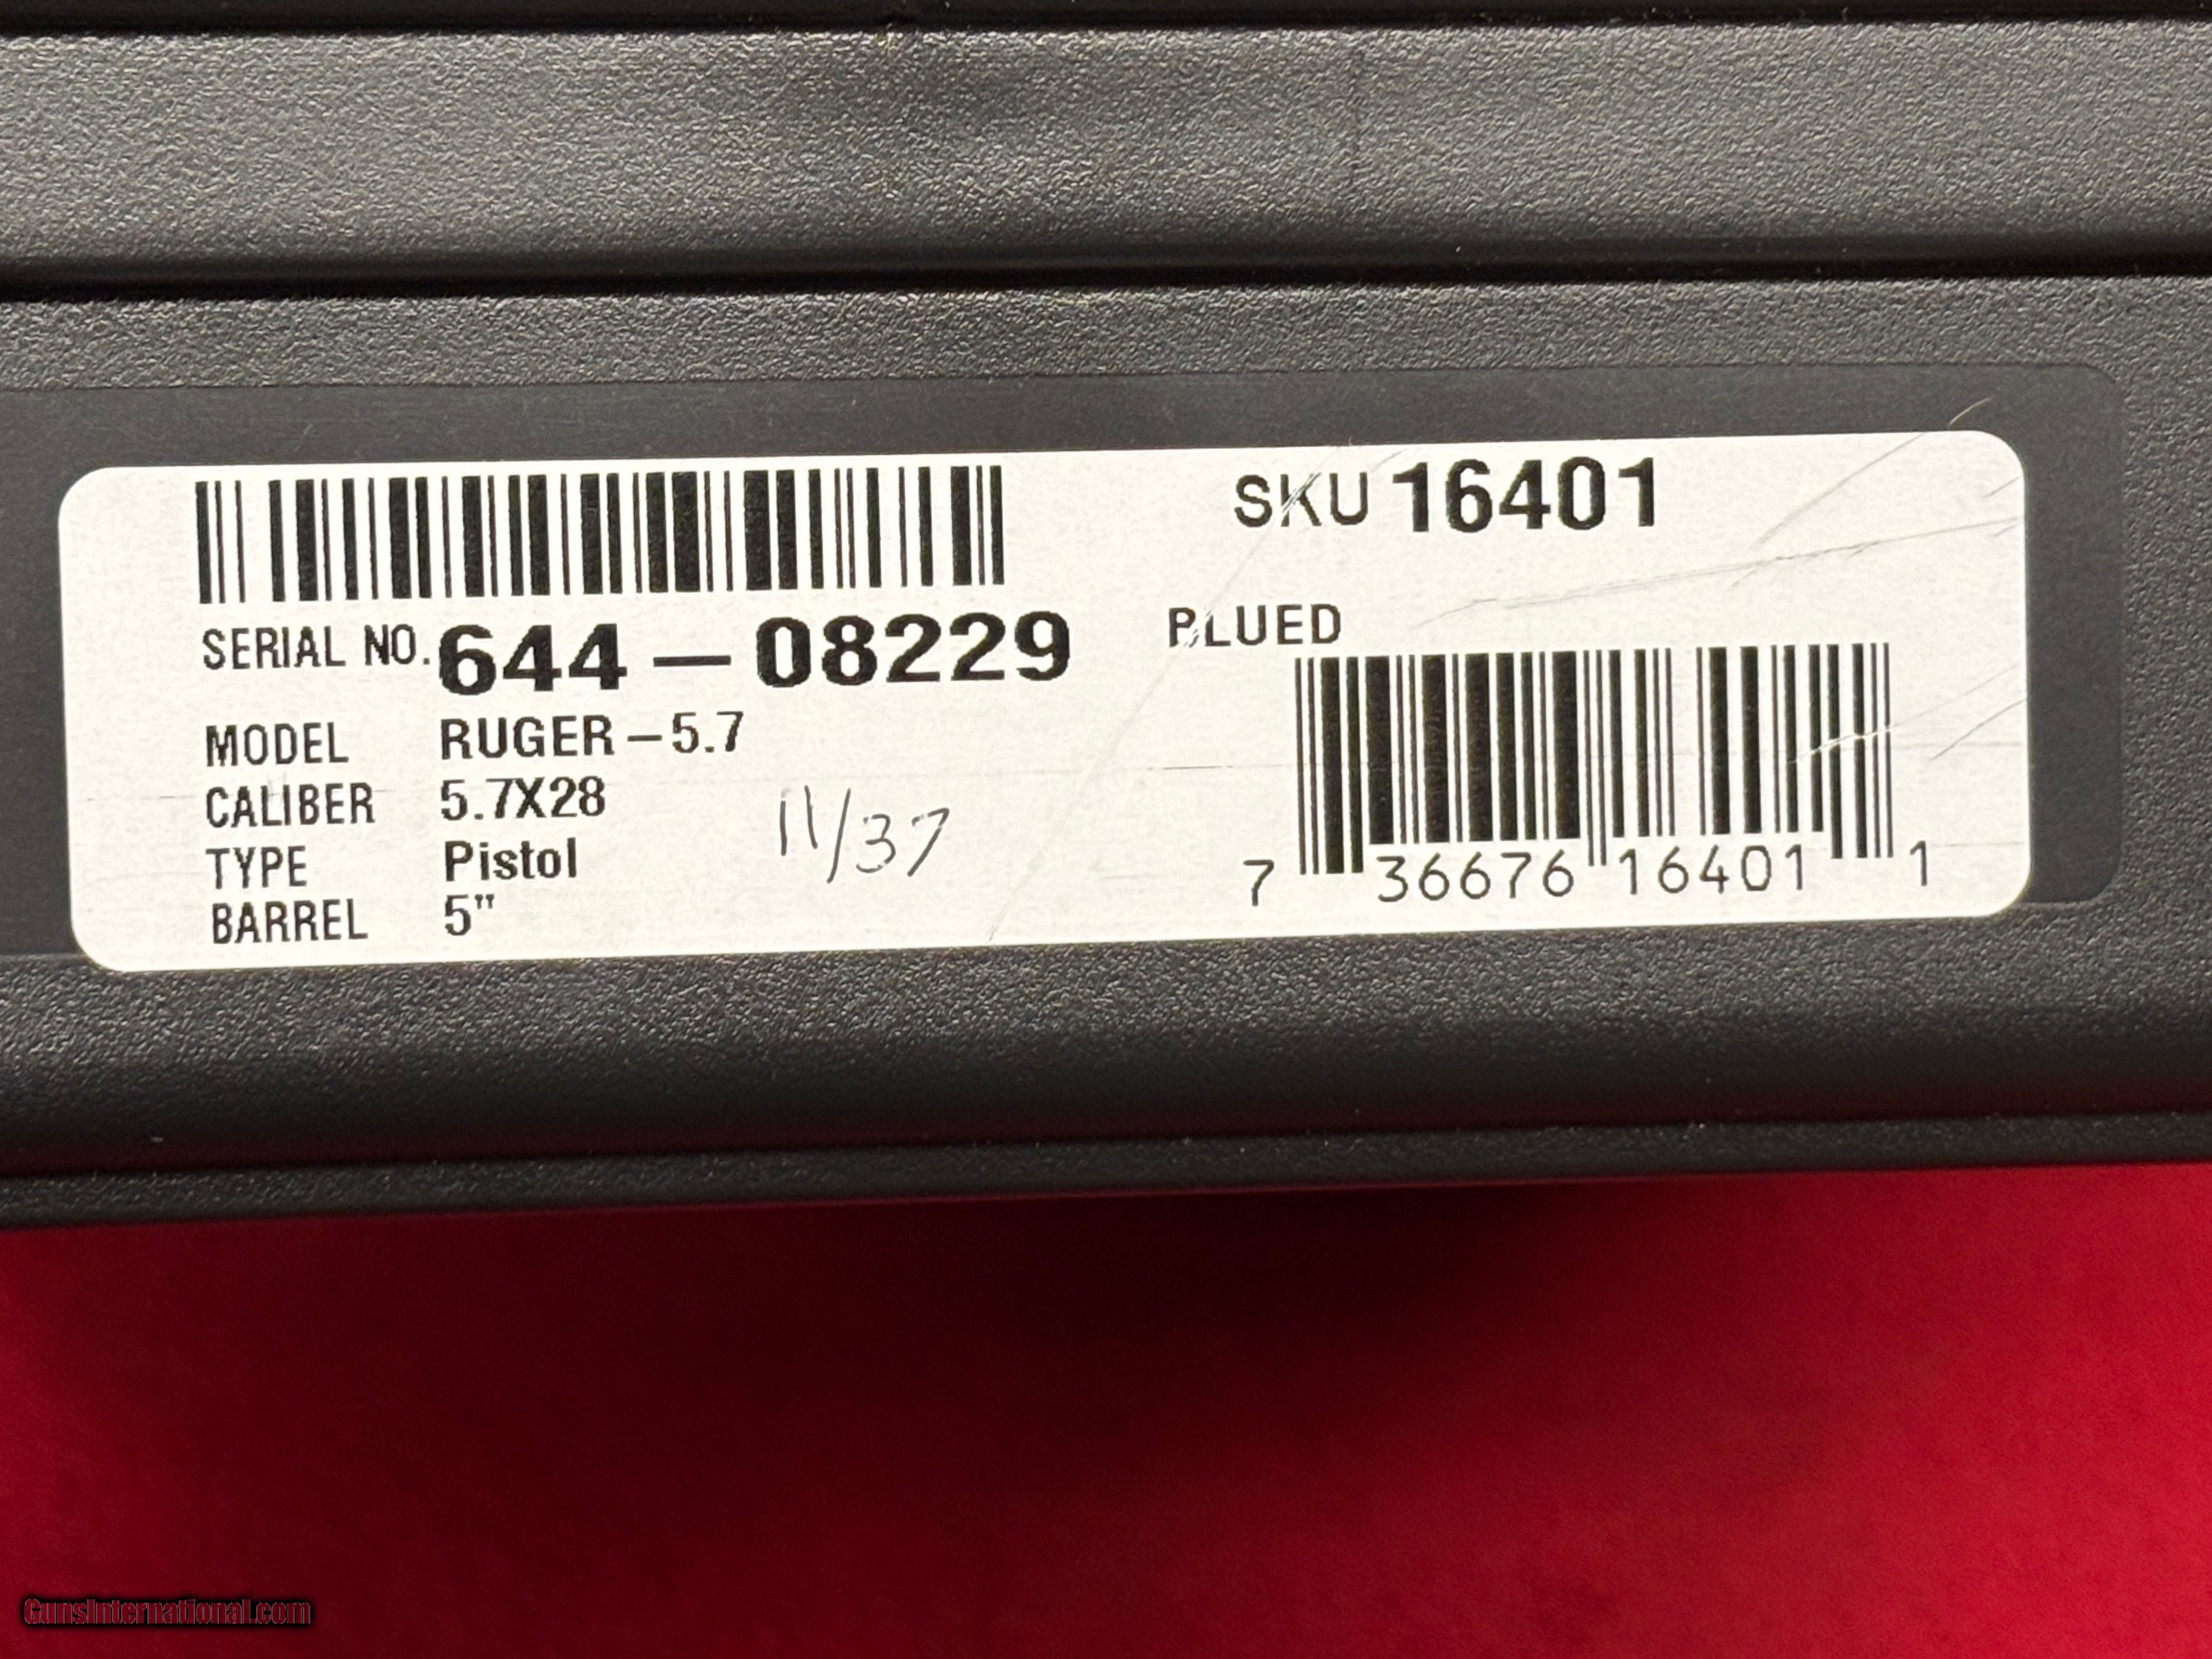 SKU 16401
SERIAL NO. 644-08229
BLUED
MODEL RUGER-5.7
CALIBER 5.7X28
11/37
TYPE Pistol
BARREL 5"
7 36676 16401 1
GunsInternational.com